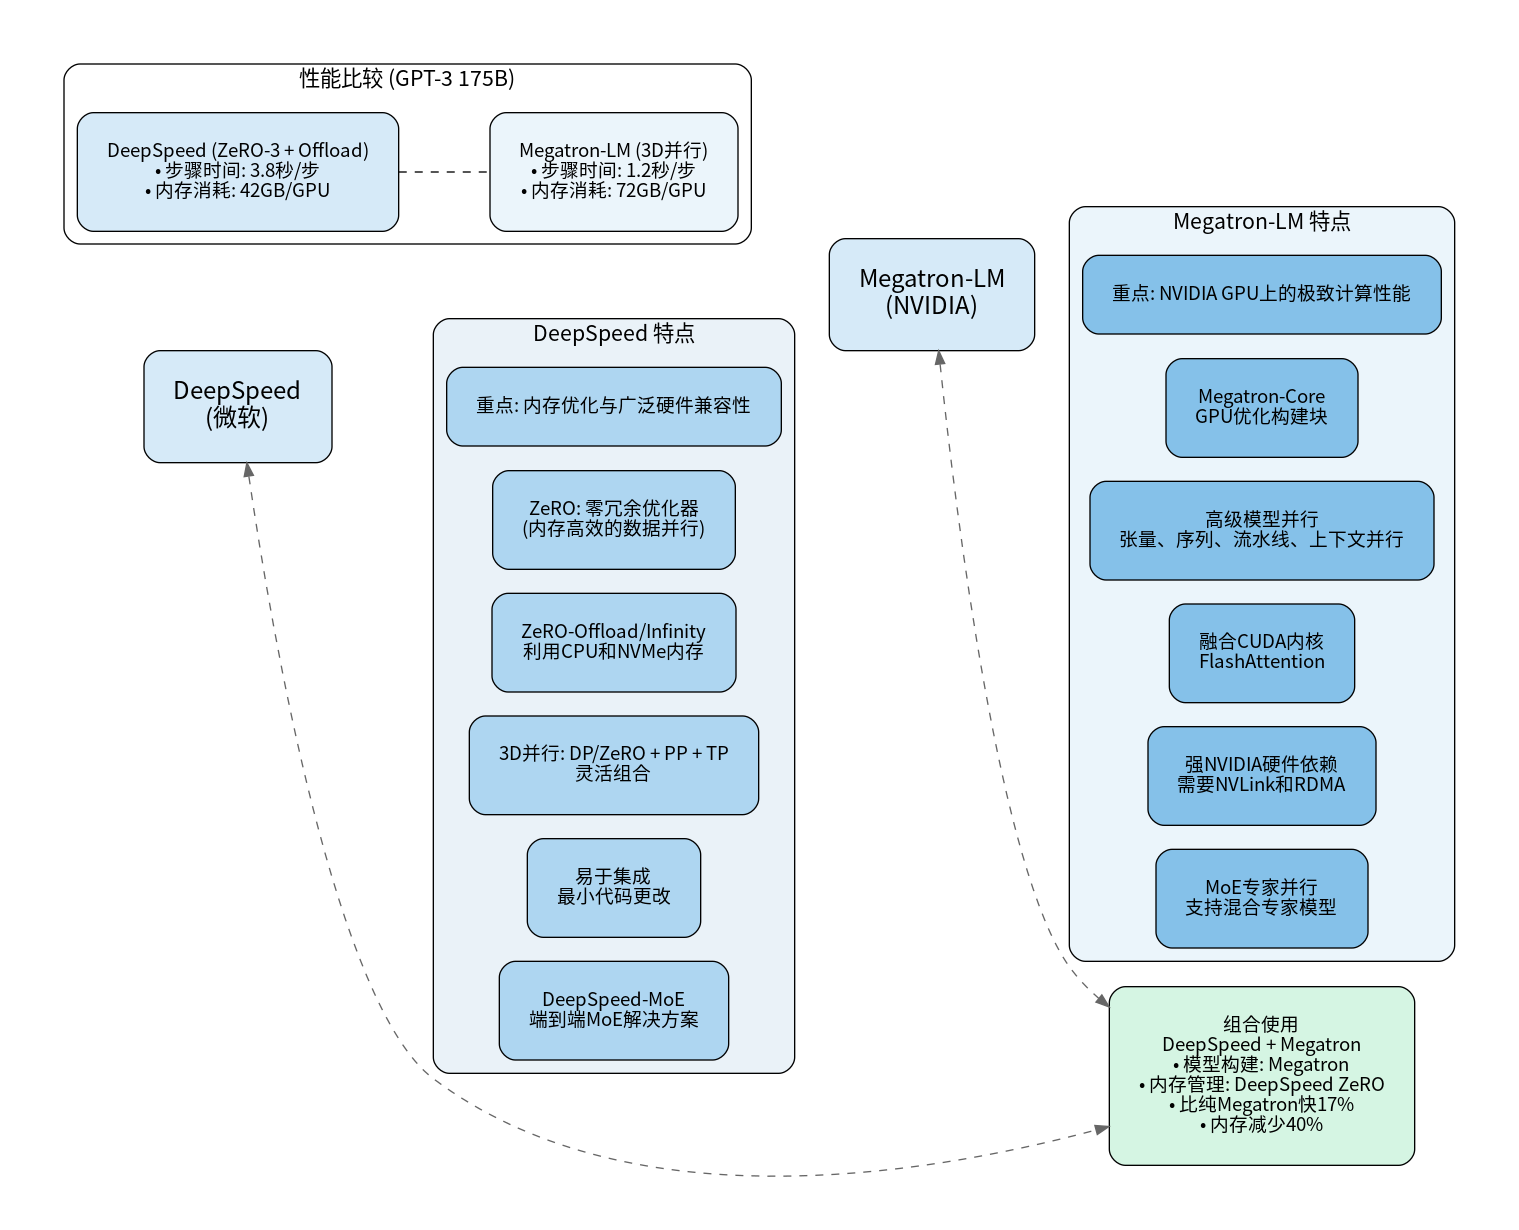 性能比较 (GPT-3 175B)
DeepSpeed (ZeRO-3 + Offload)
• 步骤时间: 3.8秒/步
• 内存消耗: 42GB/GPU
Megatron-LM (3D并行)
• 步骤时间: 1.2秒/步
• 内存消耗: 72GB/GPU
DeepSpeed
(微软)
DeepSpeed 特点
重点: 内存优化与广泛硬件兼容性
ZeRO: 零冗余优化器
(内存高效的数据并行)
ZeRO-Offload/Infinity
利用CPU和NVMe内存
3D并行: DP/ZeRO + PP + TP
灵活组合
易于集成
最小代码更改
DeepSpeed-MoE
端到端MoE解决方案
Megatron-LM
(NVIDIA)
Megatron-LM 特点
重点: NVIDIA GPU上的极致计算性能
Megatron-Core
GPU优化构建块
高级模型并行
张量、序列、流水线、上下文并行
融合CUDA内核
FlashAttention
强NVIDIA硬件依赖
需要NVLink和RDMA
MoE专家并行
支持混合专家模型
组合使用
DeepSpeed + Megatron
• 模型构建: Megatron
• 内存管理: DeepSpeed ZeRO
• 比纯Megatron快17%
• 内存减少40%